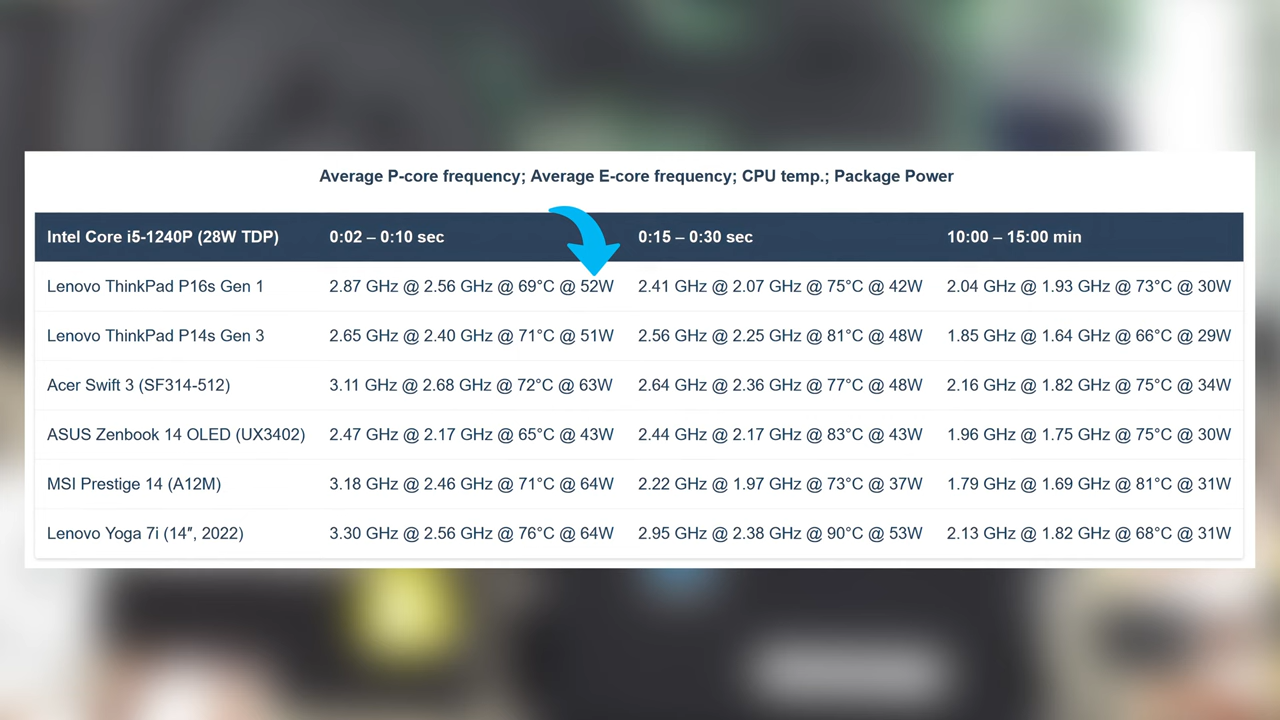 Average P-core frequency; Average E-core frequency; CPU temp.; Package Power
Intel Core i5-1240P (28W TDP) 0:02 – 0:10 sec 0:15 – 0:30 sec 10:00 – 15:00 min
Lenovo ThinkPad P16s Gen 1 2.87 GHz @ 2.56 GHz @ 69°C @ 52W 2.41 GHz @ 2.07 GHz @ 75°C @ 42W 2.04 GHz @ 1.93 GHz @ 73°C @ 30W
Lenovo ThinkPad P14s Gen 3 2.65 GHz @ 2.40 GHz @ 71°C @ 51W 2.56 GHz @ 2.25 GHz @ 81°C @ 48W 1.85 GHz @ 1.64 GHz @ 66°C @ 29W
Acer Swift 3 (SF314-512) 3.11 GHz @ 2.68 GHz @ 72°C @ 63W 2.64 GHz @ 2.36 GHz @ 77°C @ 48W 2.16 GHz @ 1.82 GHz @ 75°C @ 34W
ASUS Zenbook 14 OLED (UX3402) 2.47 GHz @ 2.17 GHz @ 65°C @ 43W 2.44 GHz @ 2.17 GHz @ 83°C @ 43W 1.96 GHz @ 1.75 GHz @ 75°C @ 30W
MSI Prestige 14 (A12M) 3.18 GHz @ 2.46 GHz @ 71°C @ 64W 2.22 GHz @ 1.97 GHz @ 73°C @ 37W 1.79 GHz @ 1.69 GHz @ 81°C @ 31W
Lenovo Yoga 7i (14″, 2022) 3.30 GHz @ 2.56 GHz @ 76°C @ 64W 2.95 GHz @ 2.38 GHz @ 90°C @ 53W 2.13 GHz @ 1.82 GHz @ 68°C @ 31W